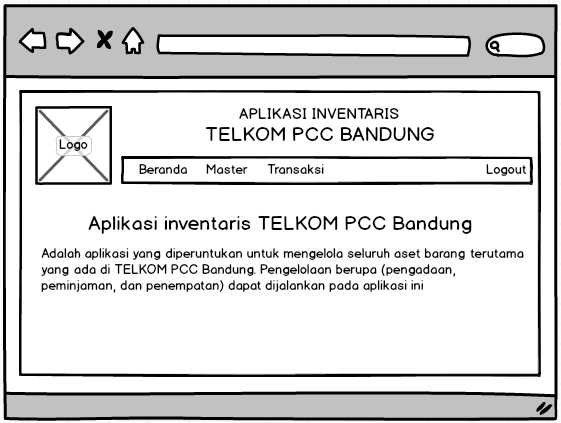 Logo
APLIKASI INVENTARIS
TELKOM PCC BANDUNG
Beranda Master Transaksi Logout
Aplikasi inventaris TELKOM PCC Bandung
Adalah aplikasi yang diperuntukan untuk mengelola seluruh aset barang terutama
yang ada di TELKOM PCC Bandung. Pengelolaan berupa (pengadaan,
peminjaman, dan penempatan) dapat dijalankan pada aplikasi ini